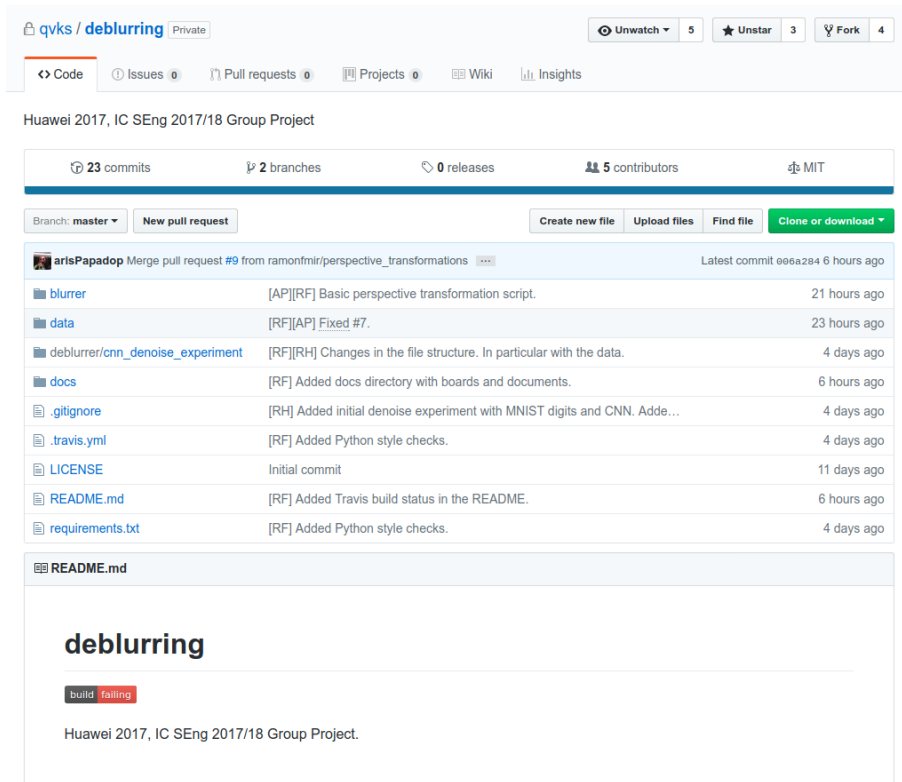 qvks / deblurring Private Unwatch 5 Unstar 3 Fork 4
Code Issues 0 Pull requests 0 Projects 0 Wiki Insights
Huawei 2017, IC SEng 2017/18 Group Project
23 commits 2 branches 0 releases 5 contributors MIT
Branch: master New pull request Create new file Upload files Find file Clone or download
arisPapadop Merge pull request #9 from ramonfmir/perspective_transformations ... Latest commit 006a284 6 hours ago
blurrer [AP][RF] Basic perspective transformation script. 21 hours ago
data [RF][AP] Fixed #7. 23 hours ago
deblurrer/cnn_denoise_experiment [RF][RH] Changes in the file structure. In particular with the data. 4 days ago
docs [RF] Added docs directory with boards and documents. 6 hours ago
.gitignore [RH] Added initial denoise experiment with MNIST digits and CNN. Adde… 4 days ago
.travis.yml [RF] Added Python style checks. 4 days ago
LICENSE Initial commit 11 days ago
README.md [RF] Added Travis build status in the README. 6 hours ago
requirements.txt [RF] Added Python style checks. 4 days ago
README.md
deblurring
build failing
Huawei 2017, IC SEng 2017/18 Group Project.